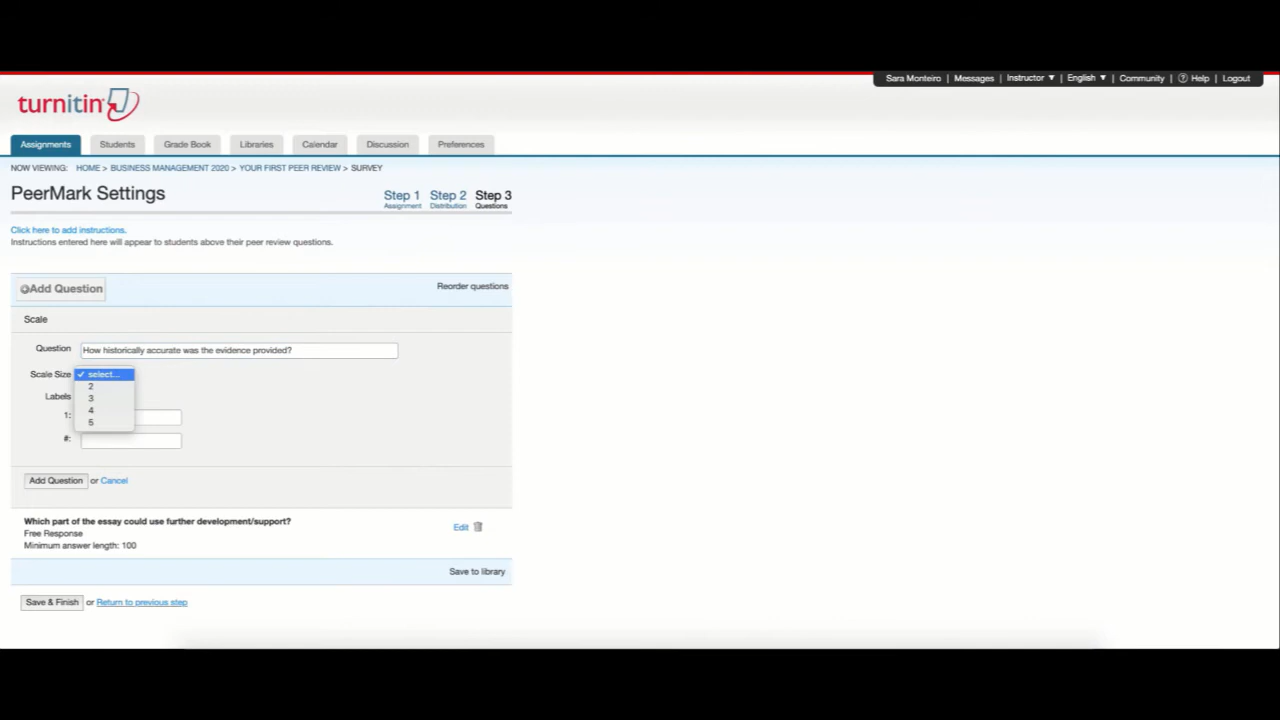 Sara Monteiro | Messages | Instructor ▼ | English ▼ | Community | ? Help | Logout
turnitin
Assignments Students Grade Book Libraries Calendar Discussion Preferences
NOW VIEWING: HOME > BUSINESS MANAGEMENT 2020 > YOUR FIRST PEER REVIEW > SURVEY
PeerMark Settings
Step 1 Step 2 Step 3
Assignment Distribution Questions
Click here to add instructions.
Instructions entered here will appear to students above their peer review questions.
Add Question
Reorder questions
Scale
Question How historically accurate was the evidence provided?
Scale Size ✓ select...
2
3
4
5
Labels
1:
#:
Add Question or Cancel
Which part of the essay could use further development/support?
Free Response
Minimum answer length: 100
Edit
Save to library
Save & Finish or Return to previous step